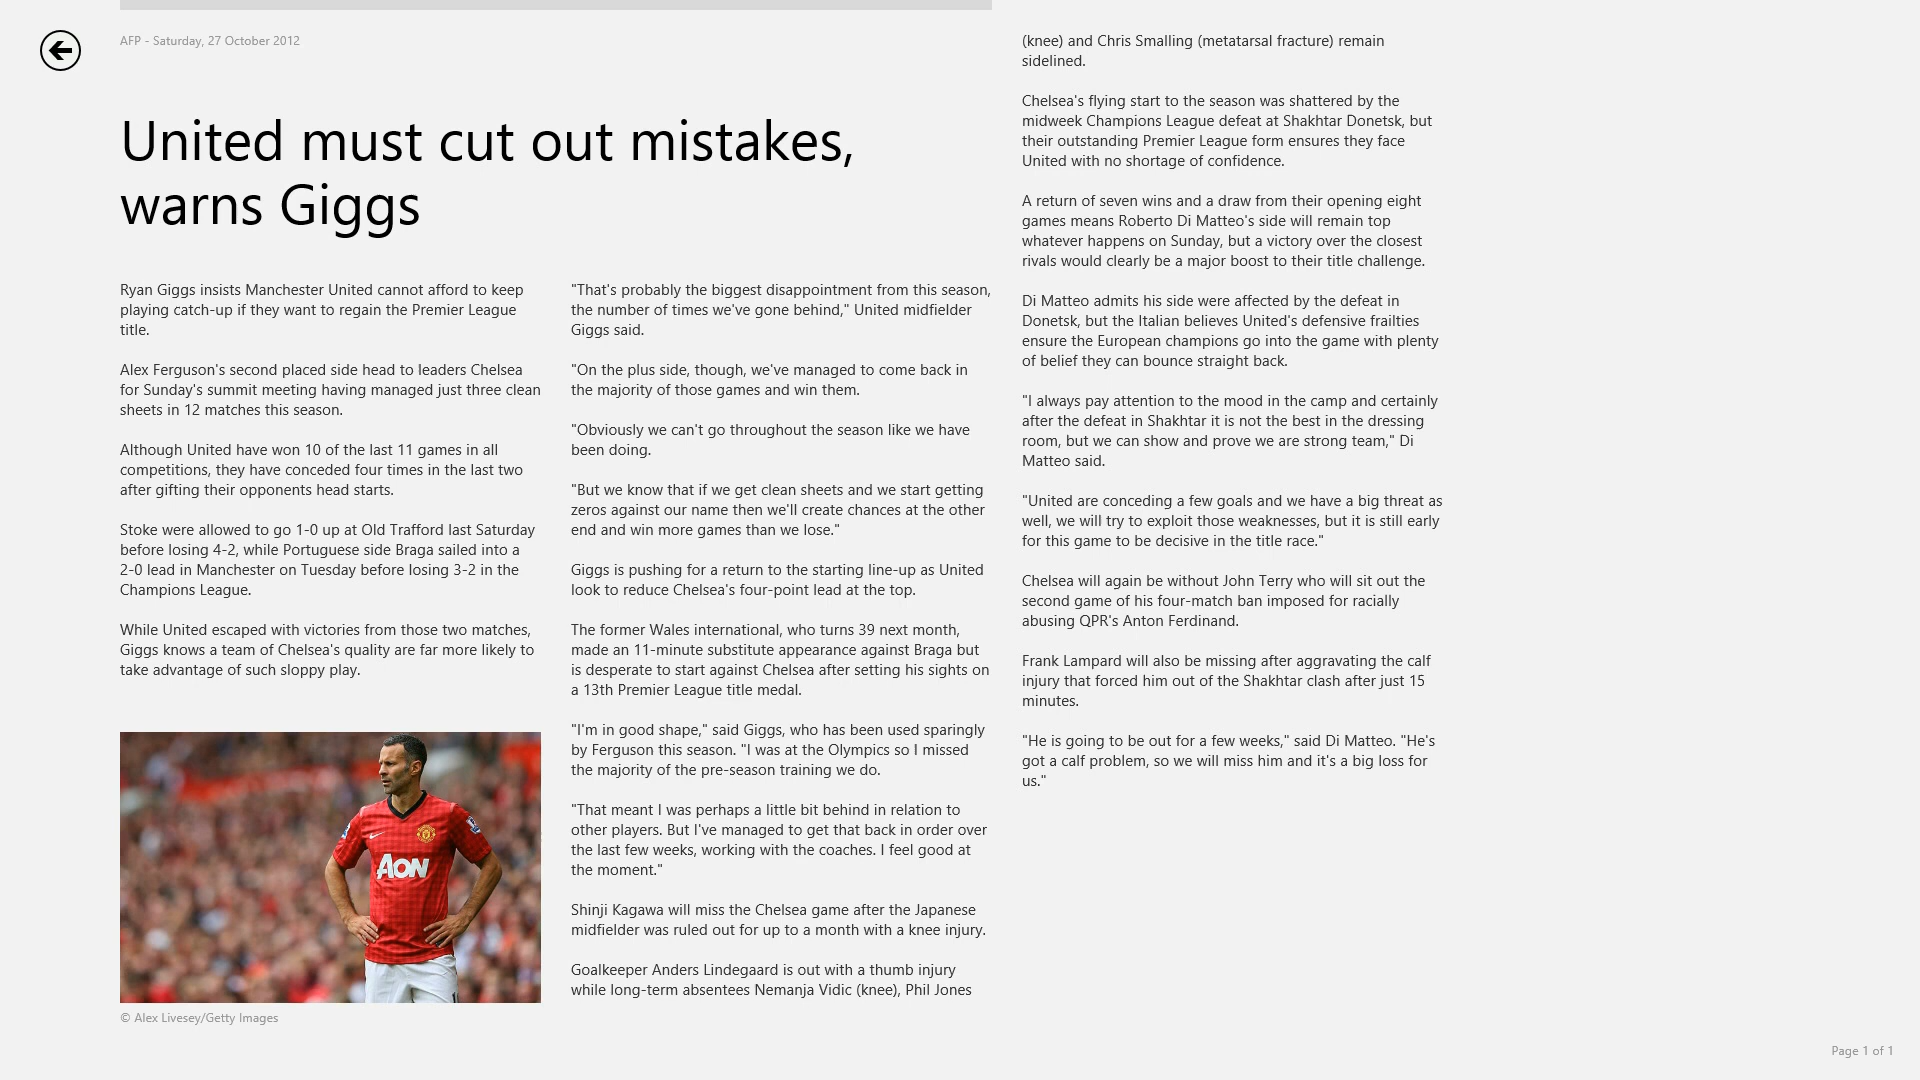 AFP - Saturday, 27 October 2012
United must cut out mistakes,
warns Giggs
Ryan Giggs insists Manchester United cannot afford to keep
playing catch-up if they want to regain the Premier League
title.
Alex Ferguson's second placed side head to leaders Chelsea
for Sunday's summit meeting having managed just three clean
sheets in 12 matches this season.
Although United have won 10 of the last 11 games in all
competitions, they have conceded four times in the last two
after gifting their opponents head starts.
Stoke were allowed to go 1-0 up at Old Trafford last Saturday
before losing 4-2, while Portuguese side Braga sailed into a
2-0 lead in Manchester on Tuesday before losing 3-2 in the
Champions League.
While United escaped with victories from those two matches,
Giggs knows a team of Chelsea's quality are far more likely to
take advantage of such sloppy play.
AON
© Alex Livesey/Getty Images
"That's probably the biggest disappointment from this season,
the number of times we've gone behind," United midfielder
Giggs said.
"On the plus side, though, we've managed to come back in
the majority of those games and win them.
"Obviously we can't go throughout the season like we have
been doing.
"But we know that if we get clean sheets and we start getting
zeros against our name then we'll create chances at the other
end and win more games than we lose."
Giggs is pushing for a return to the starting line-up as United
look to reduce Chelsea's four-point lead at the top.
The former Wales international, who turns 39 next month,
made an 11-minute substitute appearance against Braga but
is desperate to start against Chelsea after setting his sights on
a 13th Premier League title medal.
"I'm in good shape," said Giggs, who has been used sparingly
by Ferguson this season. "I was at the Olympics so I missed
the majority of the pre-season training we do.
"That meant I was perhaps a little bit behind in relation to
other players. But I've managed to get that back in order over
the last few weeks, working with the coaches. I feel good at
the moment."
Shinji Kagawa will miss the Chelsea game after the Japanese
midfielder was ruled out for up to a month with a knee injury.
Goalkeeper Anders Lindegaard is out with a thumb injury
while long-term absentees Nemanja Vidic (knee), Phil Jones
(knee) and Chris Smalling (metatarsal fracture) remain
sidelined.
Chelsea's flying start to the season was shattered by the
midweek Champions League defeat at Shakhtar Donetsk, but
their outstanding Premier League form ensures they face
United with no shortage of confidence.
A return of seven wins and a draw from their opening eight
games means Roberto Di Matteo's side will remain top
whatever happens on Sunday, but a victory over the closest
rivals would clearly be a major boost to their title challenge.
Di Matteo admits his side were affected by the defeat in
Donetsk, but the Italian believes United's defensive frailties
ensure the European champions go into the game with plenty
of belief they can bounce straight back.
"I always pay attention to the mood in the camp and certainly
after the defeat in Shakhtar it is not the best in the dressing
room, but we can show and prove we are strong team," Di
Matteo said.
"United are conceding a few goals and we have a big threat as
well, we will try to exploit those weaknesses, but it is still early
for this game to be decisive in the title race."
Chelsea will again be without John Terry who will sit out the
second game of his four-match ban imposed for racially
abusing QPR's Anton Ferdinand.
Frank Lampard will also be missing after aggravating the calf
injury that forced him out of the Shakhtar clash after just 15
minutes.
"He is going to be out for a few weeks," said Di Matteo. "He's
got a calf problem, so we will miss him and it's a big loss for
us."
Page 1 of 1